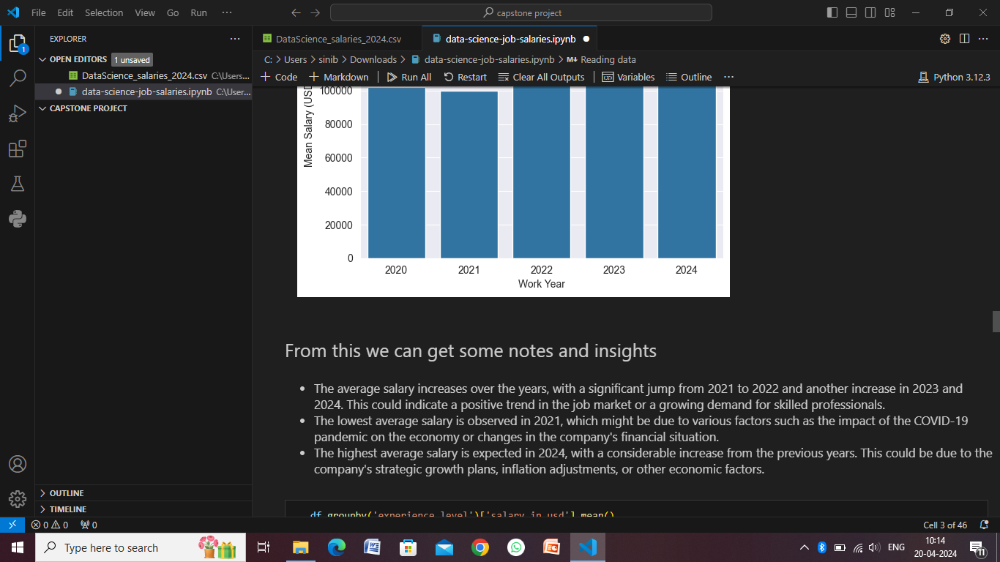 File Edit Selection View Go Run ··· capstone project
EXPLORER ···
OPEN EDITORS 1 unsaved
DataScience_salaries_2024.csv C:\Users...
data-science-job-salaries.ipynb C:\User...
CAPSTONE PROJECT
OUTLINE
TIMELINE
1
DataScience_salaries_2024.csv data-science-job-salaries.ipynb
C: > Users > sinib > Downloads > data-science-job-salaries.ipynb > Reading data
+ Code + Markdown Run All Restart Clear All Outputs Variables Outline ··· Python 3.12.3
Mean Salary (USD
100000
80000
60000
40000
20000
0
2020 2021 2022 2023 2024
Work Year
From this we can get some notes and insights
• The average salary increases over the years, with a significant jump from 2021 to 2022 and another increase in 2023 and
2024. This could indicate a positive trend in the job market or a growing demand for skilled professionals.
• The lowest average salary is observed in 2021, which might be due to various factors such as the impact of the COVID-19
pandemic on the economy or changes in the company's financial situation.
• The highest average salary is expected in 2024, with a considerable increase from the previous years. This could be due to the
company's strategic growth plans, inflation adjustments, or other economic factors.
df.groupby('experience_level')['salary_in_usd'].mean()
0 0 0 Cell 3 of 46
Type here to search ENG 10:14
20-04-2024 11